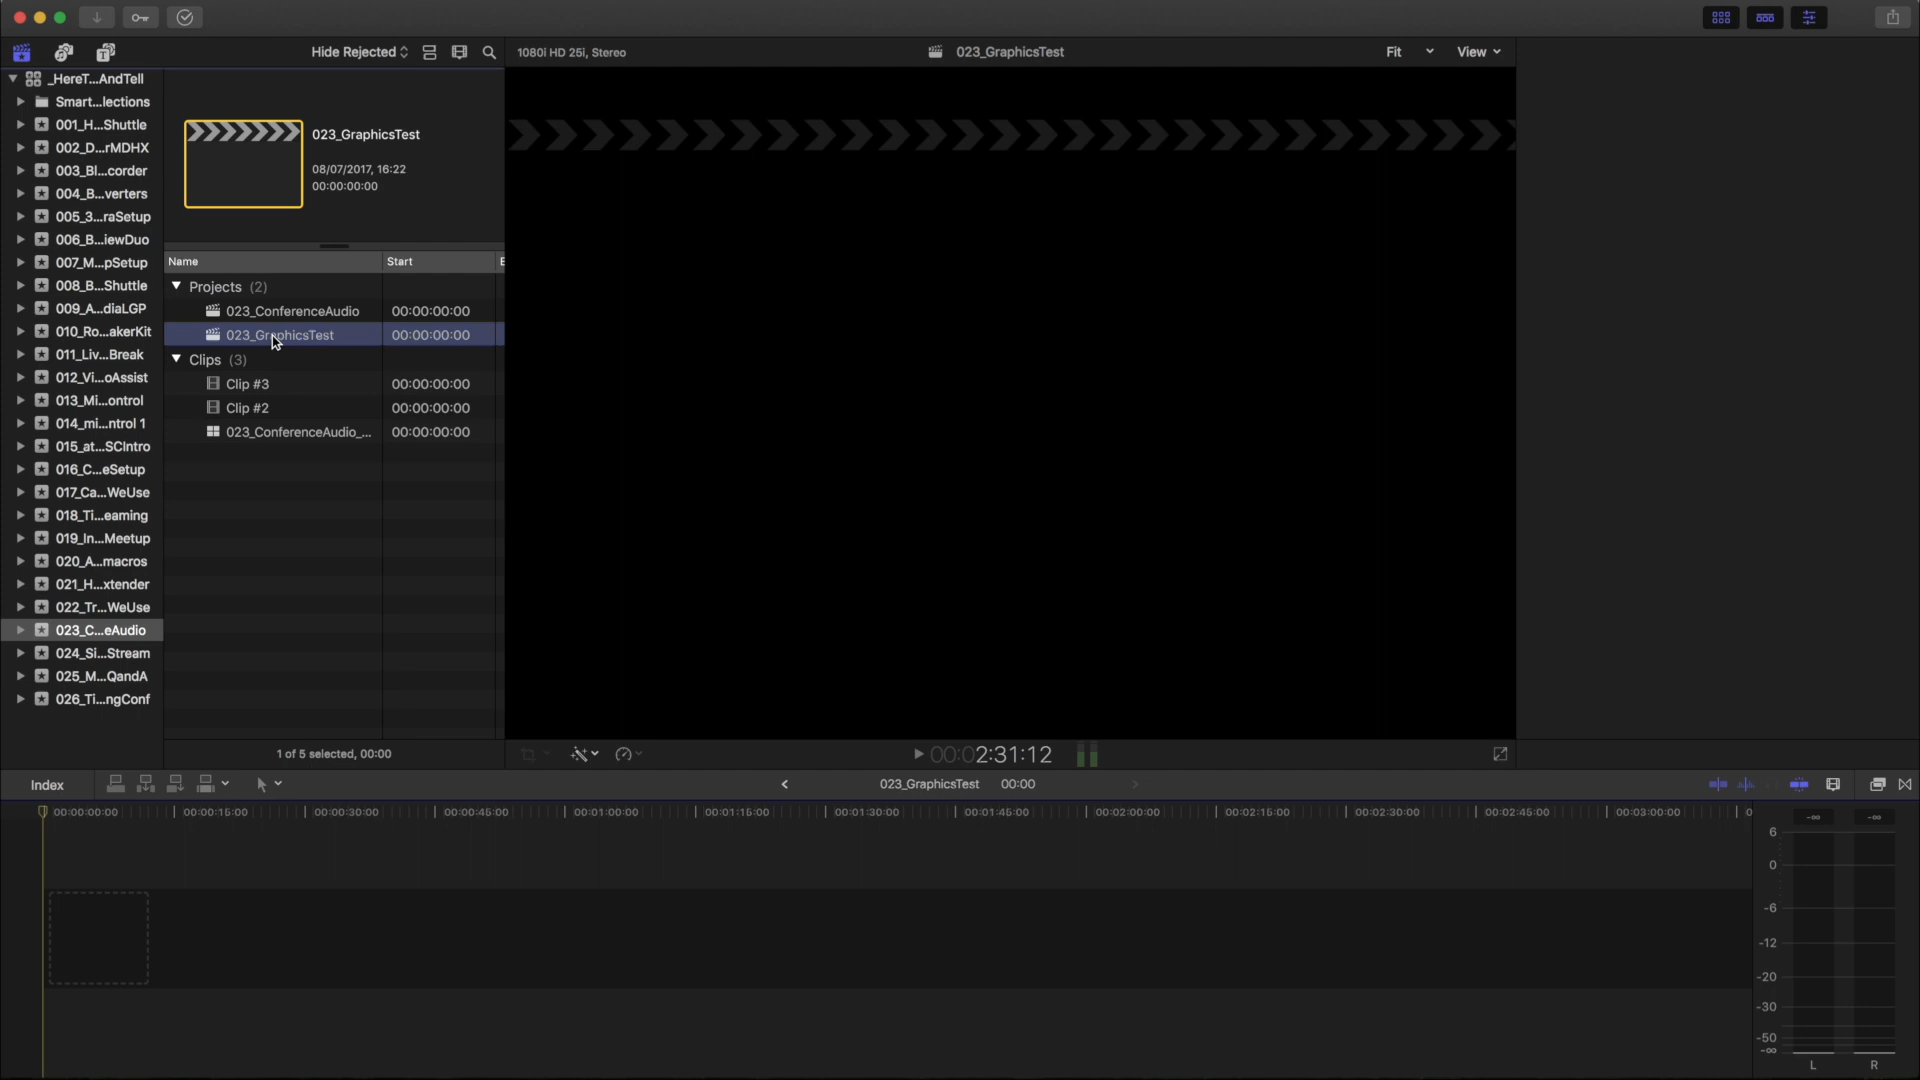 Hide Rejected
1080i HD 25i, Stereo
023_GraphicsTest
Fit
View
_HereT...AndTell
Smart...lections
001_H...Shuttle
002_D...rMDHX
003_Bl...corder
004_B...verters
005_3...raSetup
006_B...iewDuo
007_M...pSetup
008_B...Shuttle
009_A...diaLGP
010_Ro...akerKit
011_Liv...Break
012_Vi...oAssist
013_Mi...ontrol
014_mi...ntrol 1
015_at...SCIntro
016_C...eSetup
017_Ca...WeUse
018_Ti...eaming
019_In...Meetup
020_A...macros
021_H...xtender
022_Tr...WeUse
023_C...eAudio
024_Si...Stream
025_M...QandA
026_Ti...ngConf
023_GraphicsTest
08/07/2017, 16:22
00:00:00:00
Name Start E
Projects (2)
023_ConferenceAudio 00:00:00:00
023_GraphicsTest 00:00:00:00
Clips (3)
Clip #3 00:00:00:00
Clip #2 00:00:00:00
023_ConferenceAudio_... 00:00:00:00
1 of 5 selected, 00:00
00:02:31:12
Index
023_GraphicsTest 00:00
00:00:00:00 00:00:15:00 00:00:30:00 00:00:45:00 00:01:00:00 00:01:15:00 00:01:30:00 00:01:45:00 00:02:00:00 00:02:15:00 00:02:30:00 00:02:45:00 00:03:00:00 0
-∞ -∞
6
0
-6
-12
-20
-30
-50
-∞
L R